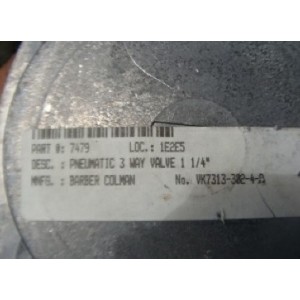 PART #: 7479 LOC.: 1E2E5
DESC.: PNEUMATIC 3 WAY VALVE 1 1/4"
MNFG.: BARBER COLMAN No. VK7313-302-4-A